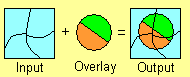 + =
Input Overlay Output